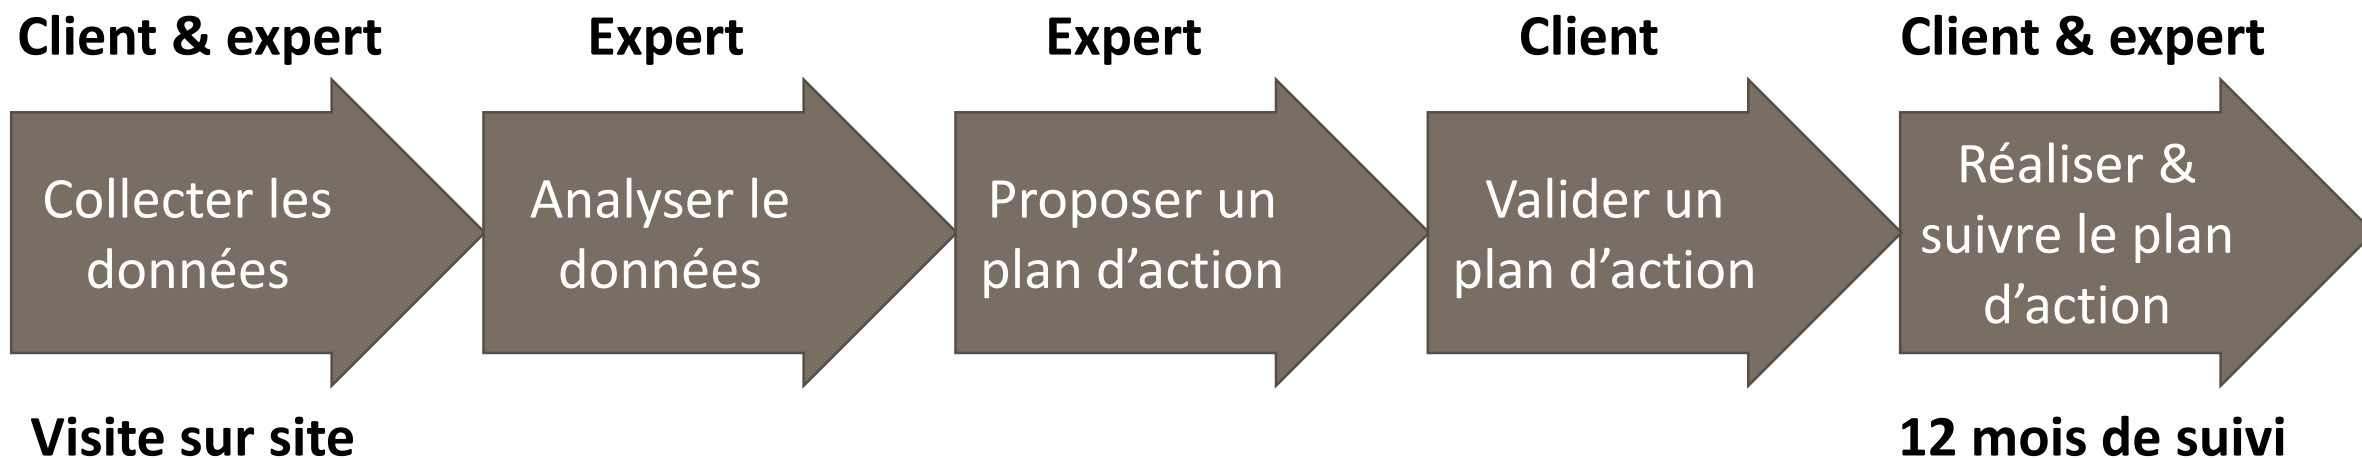 Client & expert
Expert
Expert
Client
Client & expert
Collecter les
données
Analyser le
données
Proposer un
plan d’action
Valider un
plan d’action
Réaliser &
suivre le plan
d’action
Visite sur site
12 mois de suivi